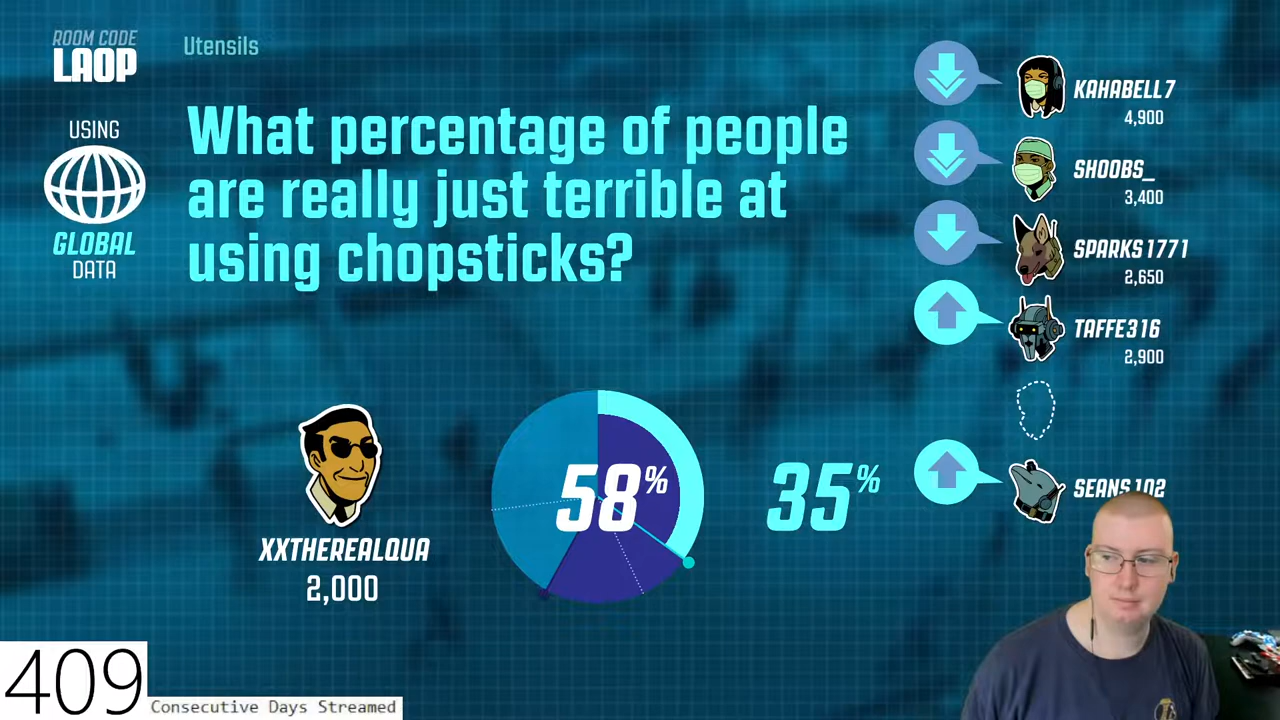 ROOM CODE
LAOP
USING
GLOBAL
DATA
Utensils
What percentage of people
are really just terrible at
using chopsticks?
58%
35%
XXTHEREALQUA
2,000
KAHABELL7
4,900
SHOOBS_
3,400
SPARKS1771
2,650
TAFFE316
2,900
SEANS102
409
Consecutive Days Streamed